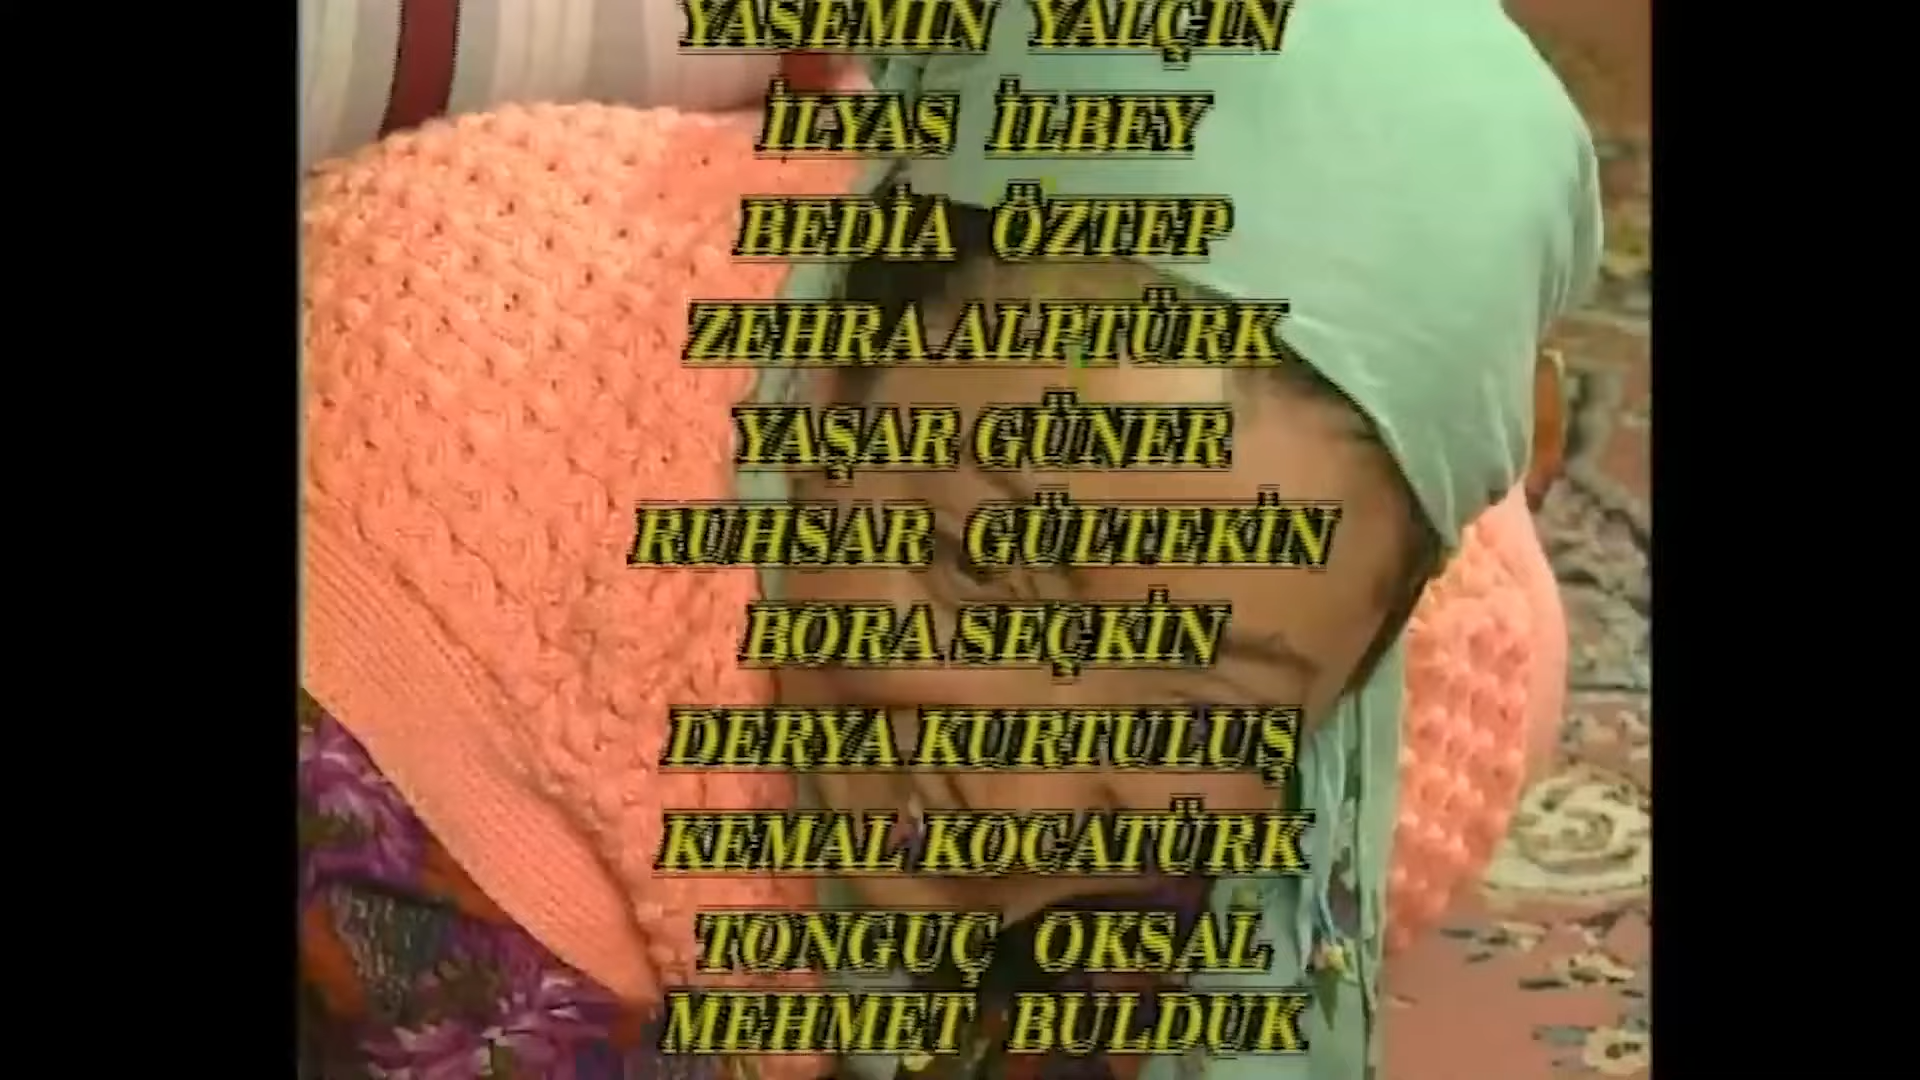 YASEMİN YALÇIN
İLYAS İLBEY
BEDİA ÖZTEP
ZEHRA ALPTÜRK
YAŞAR GÜNER
RUHSAR GÜLTEKİN
BORA SEÇKİN
DERYA KURTULUŞ
KEMAL KOCATÜRK
TONGUÇ OKSAL
MEHMET BULDUK